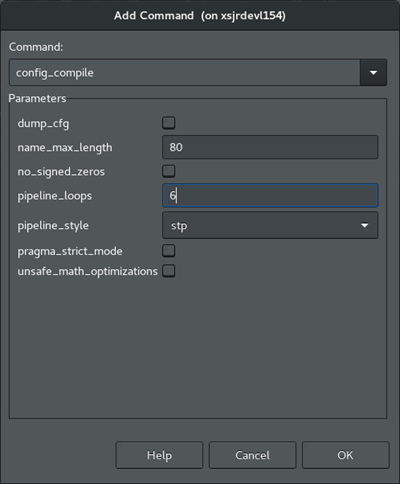 Add Command (on xsjrdevl154)
Command:
config_compile
Parameters
dump_cfg
name_max_length 80
no_signed_zeros
pipeline_loops 6
pipeline_style stp
pragma_strict_mode
unsafe_math_optimizations
Help Cancel OK